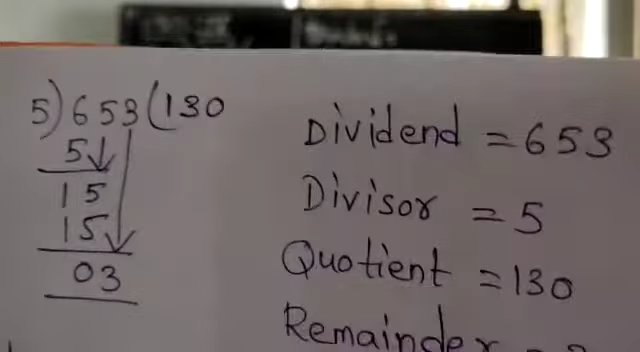 5)653(130
5
15
15
03
Dividend = 653
Divisor = 5
Quotient = 130
Remainder =